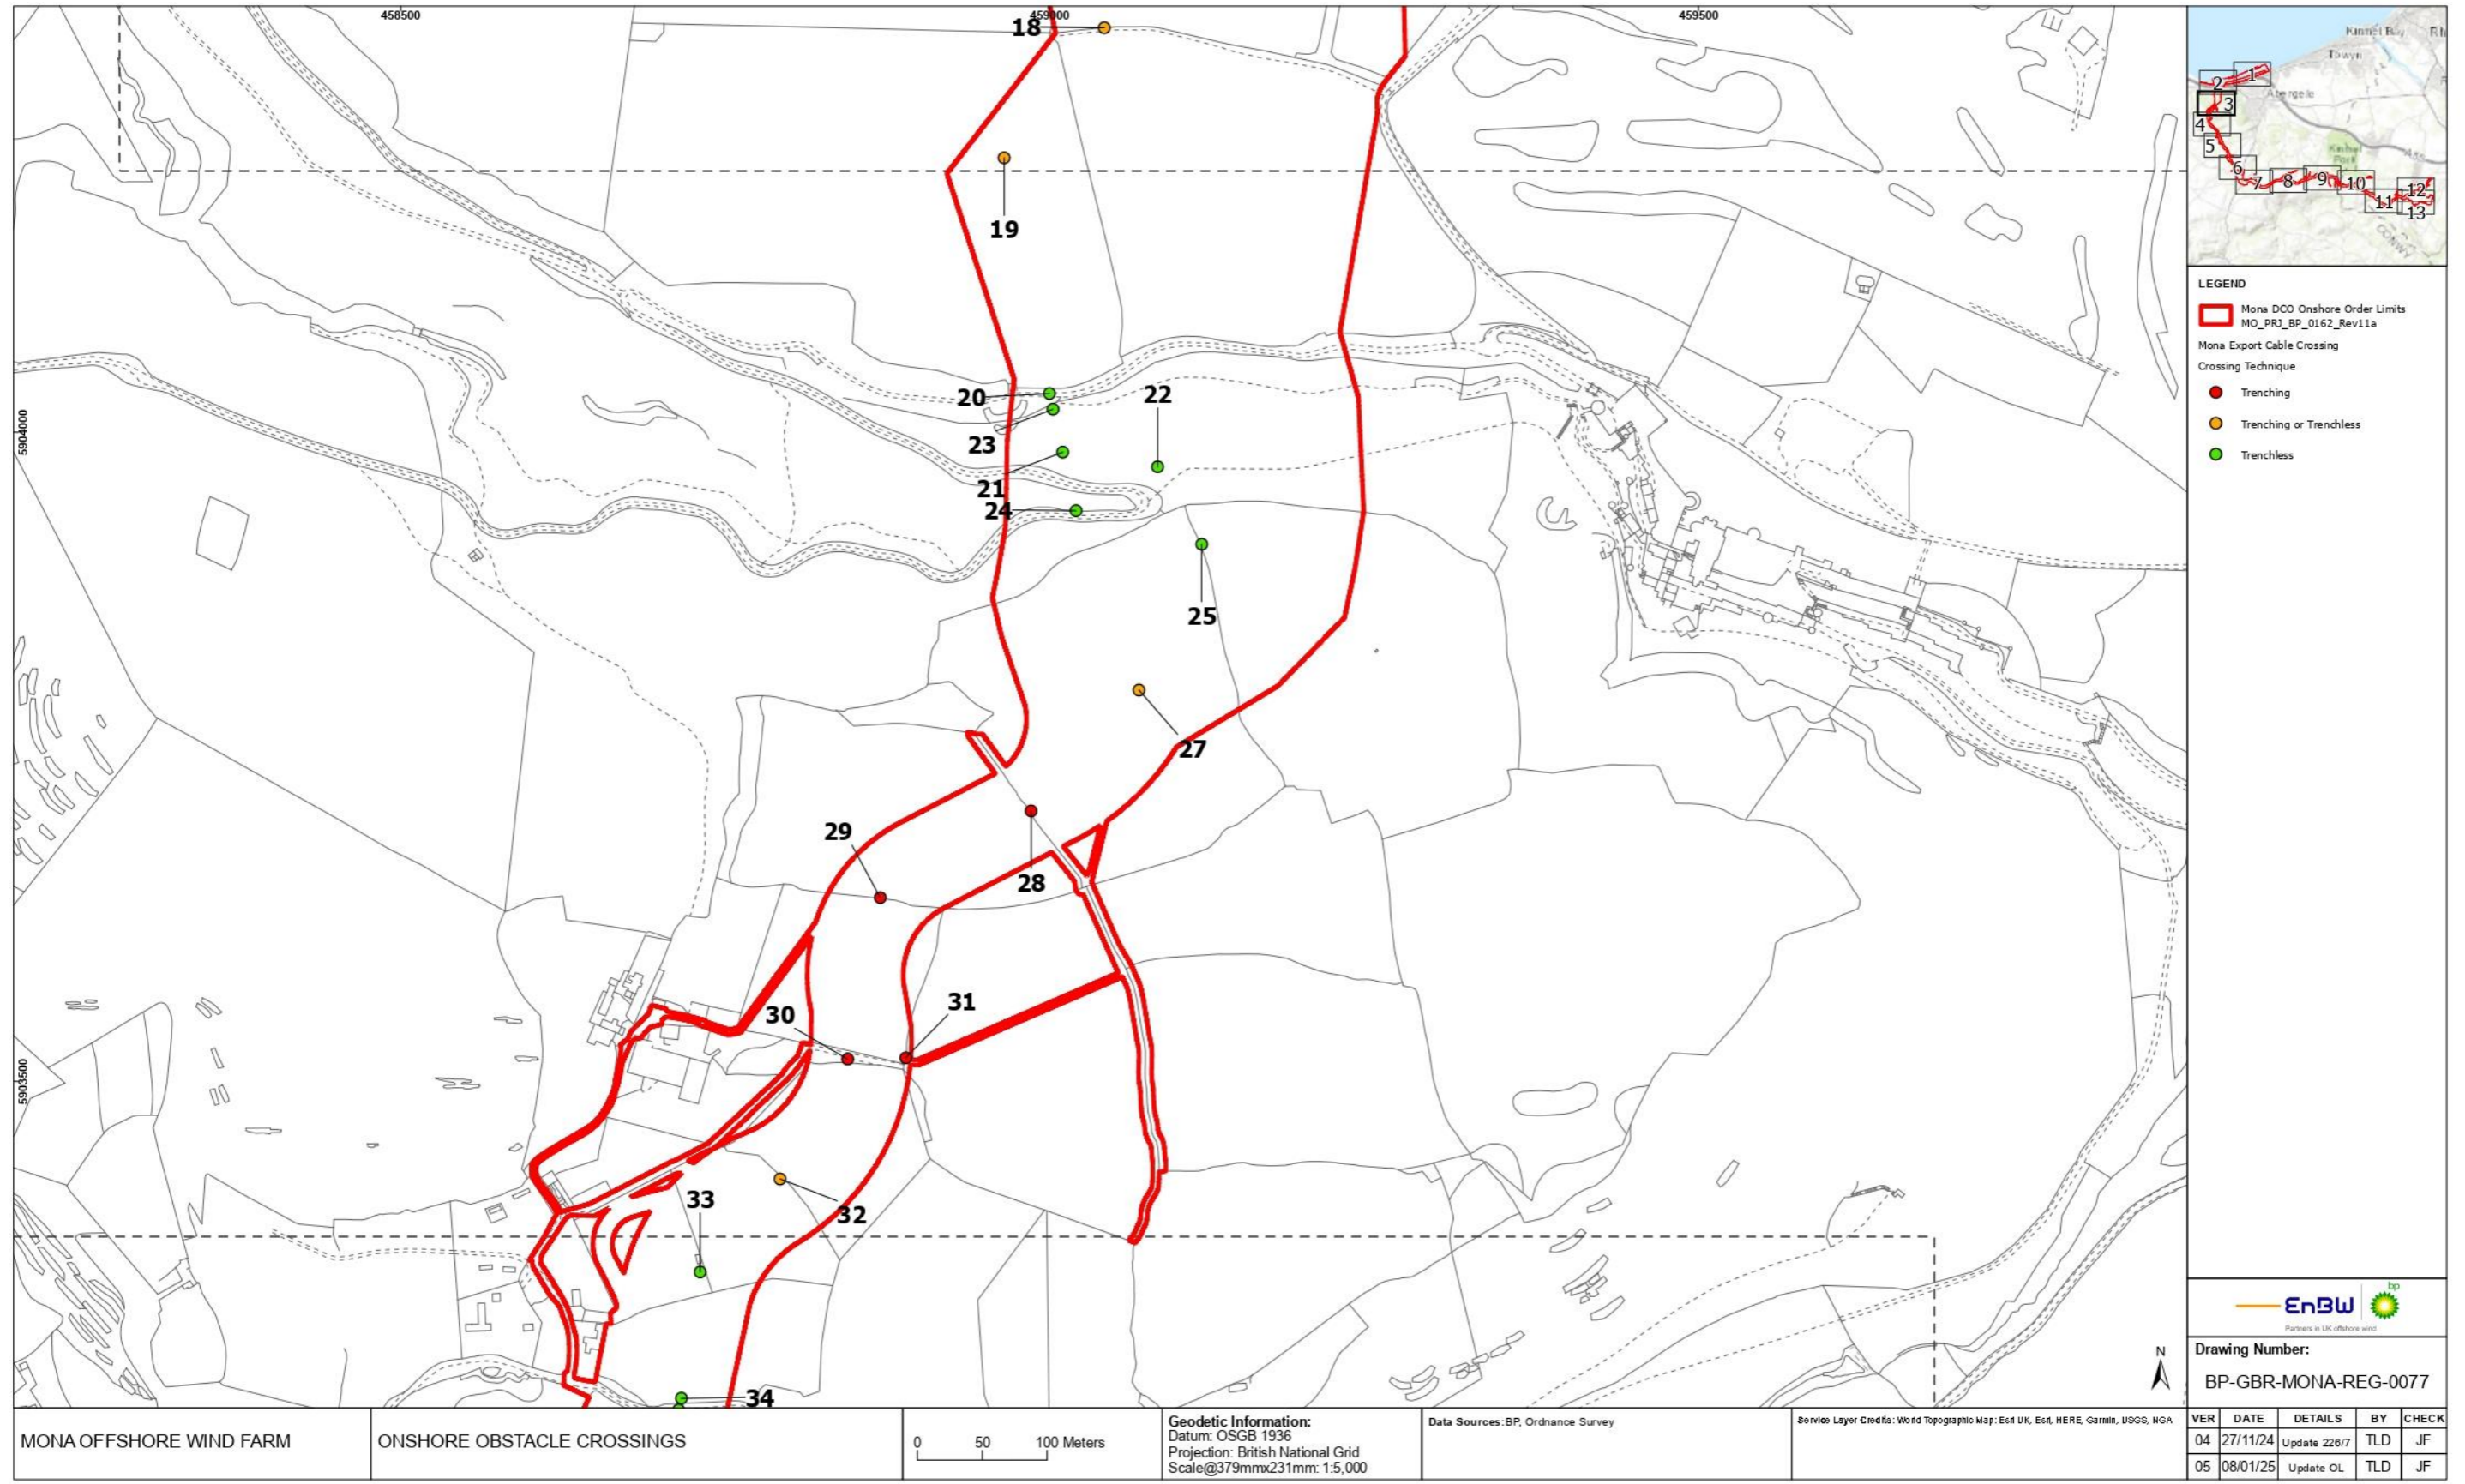 458500
459000
459500
18
19
20
22
23
21
24
25
27
28
29
30
31
32
33
34
5904000
5903500
Kinmel Bay
Towyn
Abergele
Kinmel
Park
A55
CONWY
1
2
3
4
5
6
7
8
9
10
11
12
13
LEGEND
Mona DCO Onshore Order Limits
MO_PRJ_BP_0162_Rev11a
Mona Export Cable Crossing
Crossing Technique
Trenching
Trenching or Trenchless
Trenchless
EnBW
bp
Partners in UK offshore wind
N
Drawing Number:
BP-GBR-MONA-REG-0077
MONA OFFSHORE WIND FARM
ONSHORE OBSTACLE CROSSINGS
0 50 100 Meters
Geodetic Information:
Datum: OSGB 1936
Projection: British National Grid
Scale@379mmx231mm: 1:5,000
Data Sources:BP, Ordnance Survey
Service Layer Credits: World Topographic Map: Esri UK, Esri, HERE, Garmin, USGS, NGA
VER DATE DETAILS BY CHECK
04 27/11/24 Update 226/7 TLD JF
05 08/01/25 Update OL TLD JF